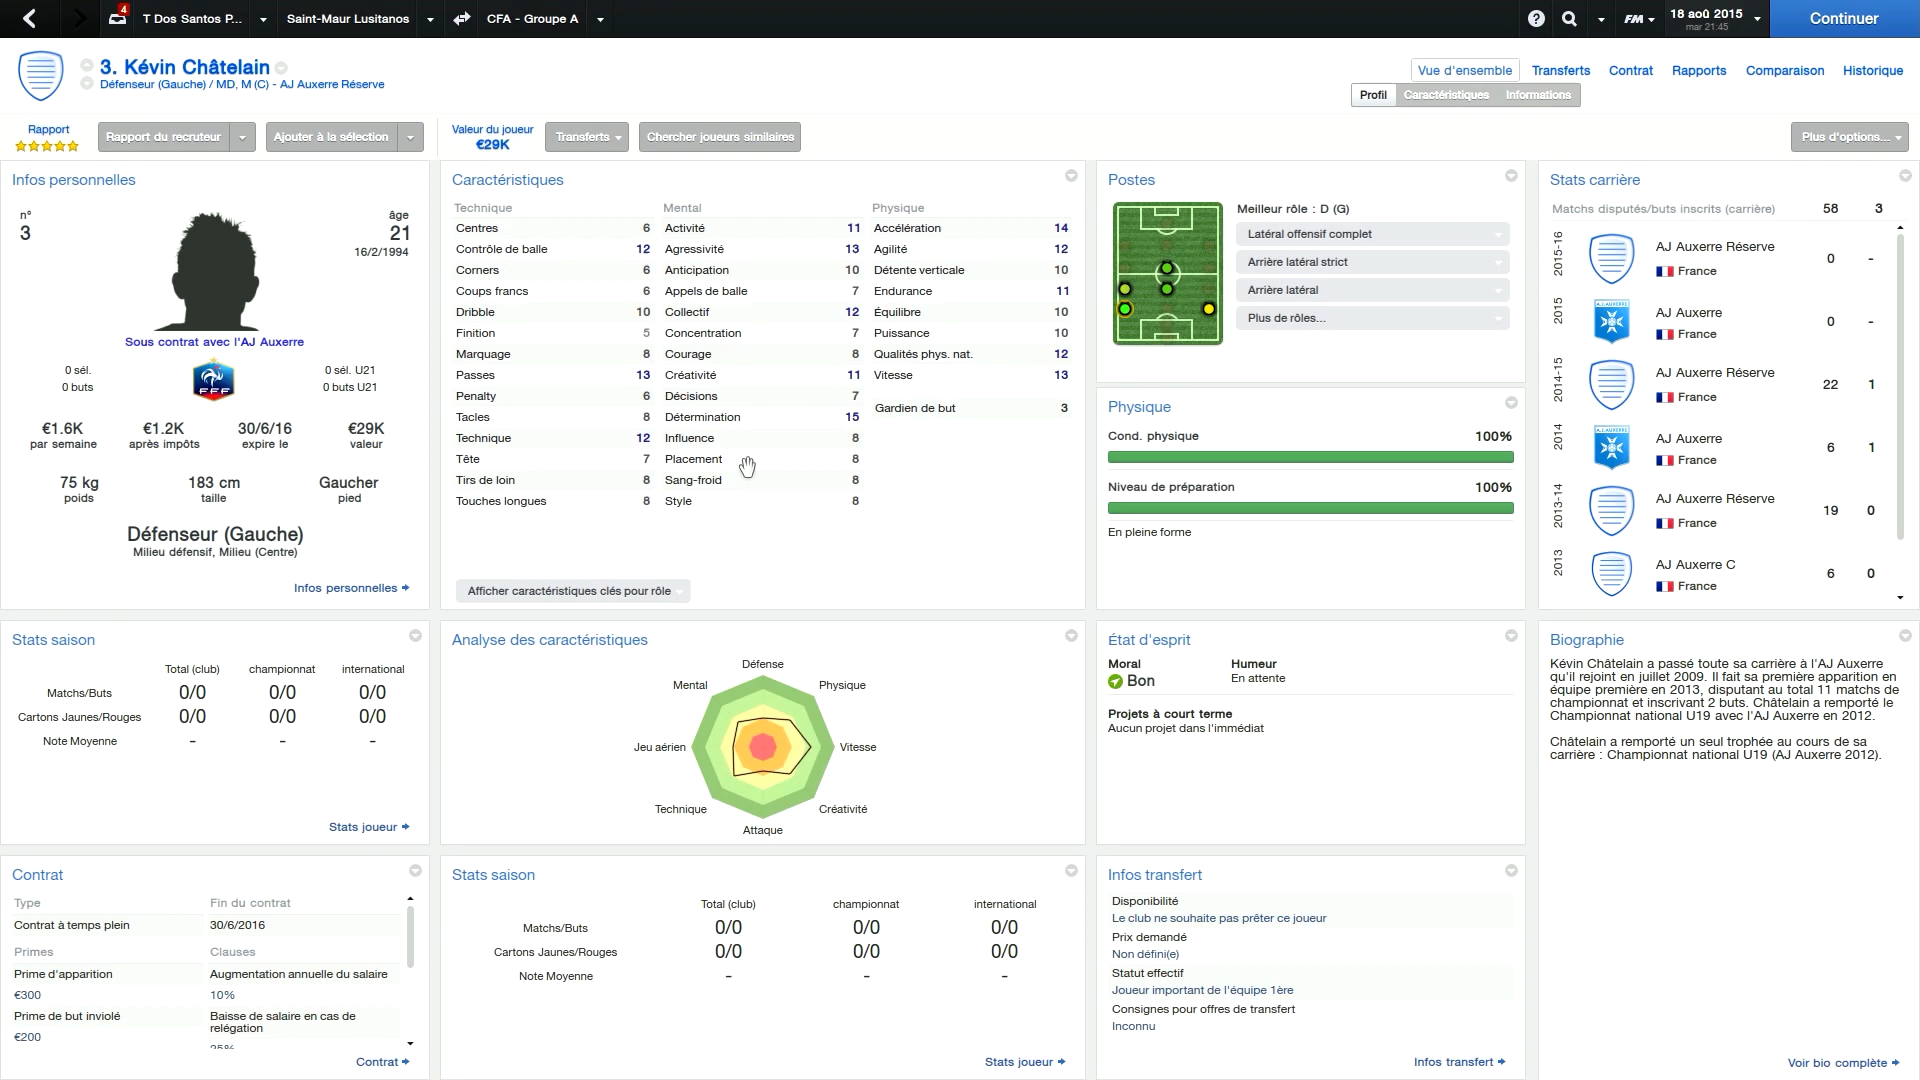 4 T Dos Santos P... Saint-Maur Lusitanos CFA - Groupe A FM 18 aoû 2015 Continuer
mar 21:45
3. Kévin Châtelain
Défenseur (Gauche) / MD, M (C) - AJ Auxerre Réserve
Vue d'ensemble Transferts Contrat Rapports Comparaison Historique
Profil Caractéristiques Informations
Rapport
Rapport du recruteur Ajouter à la sélection
Valeur du joueur
€29K
Transferts Chercher joueurs similaires Plus d'options...
Infos personnelles
n° âge
3 21
16/2/1994
Sous contrat avec l'AJ Auxerre
0 sél. 0 sél. U21
0 buts 0 buts U21
FFF
€1.6K €1.2K 30/6/16 €29K
par semaine après impôts expire le valeur
75 kg 183 cm Gaucher
poids taille pied
Défenseur (Gauche)
Milieu défensif, Milieu (Centre)
Infos personnelles
Caractéristiques
Technique Mental Physique
Centres 6 Activité 11 Accélération 14
Contrôle de balle 12 Agressivité 13 Agilité 12
Corners 6 Anticipation 10 Détente verticale 10
Coups francs 6 Appels de balle 7 Endurance 11
Dribble 10 Collectif 12 Équilibre 10
Finition 5 Concentration 7 Puissance 10
Marquage 8 Courage 8 Qualités phys. nat. 12
Passes 13 Créativité 11 Vitesse 13
Penalty 6 Décisions 7
Gardien de but 3
Tacles 8 Détermination 15
Technique 12 Influence 8
Tête 7 Placement 8
Tirs de loin 8 Sang-froid 8
Touches longues 8 Style 8
Afficher caractéristiques clés pour rôle
Postes
Meilleur rôle : D (G)
Latéral offensif complet
Arrière latéral strict
Arrière latéral
Plus de rôles...
Physique
Cond. physique 100%
Niveau de préparation 100%
En pleine forme
Stats carrière
Matchs disputés/buts inscrits (carrière) 58 3
2015-16 AJ Auxerre Réserve 0 -
France
2015 AJ Auxerre 0 -
France
2014-15 AJ Auxerre Réserve 22 1
France
2014 AJ Auxerre 6 1
France
2013-14 AJ Auxerre Réserve 19 0
France
2013 AJ Auxerre C 6 0
France
Stats saison
Total (club) championnat international
Matchs/Buts 0/0 0/0 0/0
Cartons Jaunes/Rouges 0/0 0/0 0/0
Note Moyenne - - -
Stats joueur
Analyse des caractéristiques
Défense
Mental Physique
Jeu aérien Vitesse
Technique Créativité
Attaque
État d'esprit
Moral Humeur
Bon En attente
Projets à court terme
Aucun projet dans l'immédiat
Biographie
Kévin Châtelain a passé toute sa carrière à l'AJ Auxerre
qu'il rejoint en juillet 2009. Il fait sa première apparition en
équipe première en 2013, disputant au total 11 matchs de
championnat et inscrivant 2 buts. Châtelain a remporté le
Championnat national U19 avec l'AJ Auxerre en 2012.
Châtelain a remporté un seul trophée au cours de sa
carrière : Championnat national U19 (AJ Auxerre 2012).
Voir bio complète
Contrat
Type Fin du contrat
Contrat à temps plein 30/6/2016
Primes Clauses
Prime d'apparition Augmentation annuelle du salaire
€300 10%
Prime de but inviolé Baisse de salaire en cas de
relégation
€200
25%
Contrat
Stats saison
Total (club) championnat international
Matchs/Buts 0/0 0/0 0/0
Cartons Jaunes/Rouges 0/0 0/0 0/0
Note Moyenne - - -
Stats joueur
Infos transfert
Disponibilité
Le club ne souhaite pas prêter ce joueur
Prix demandé
Non défini(e)
Statut effectif
Joueur important de l'équipe 1ère
Consignes pour offres de transfert
Inconnu
Infos transfert